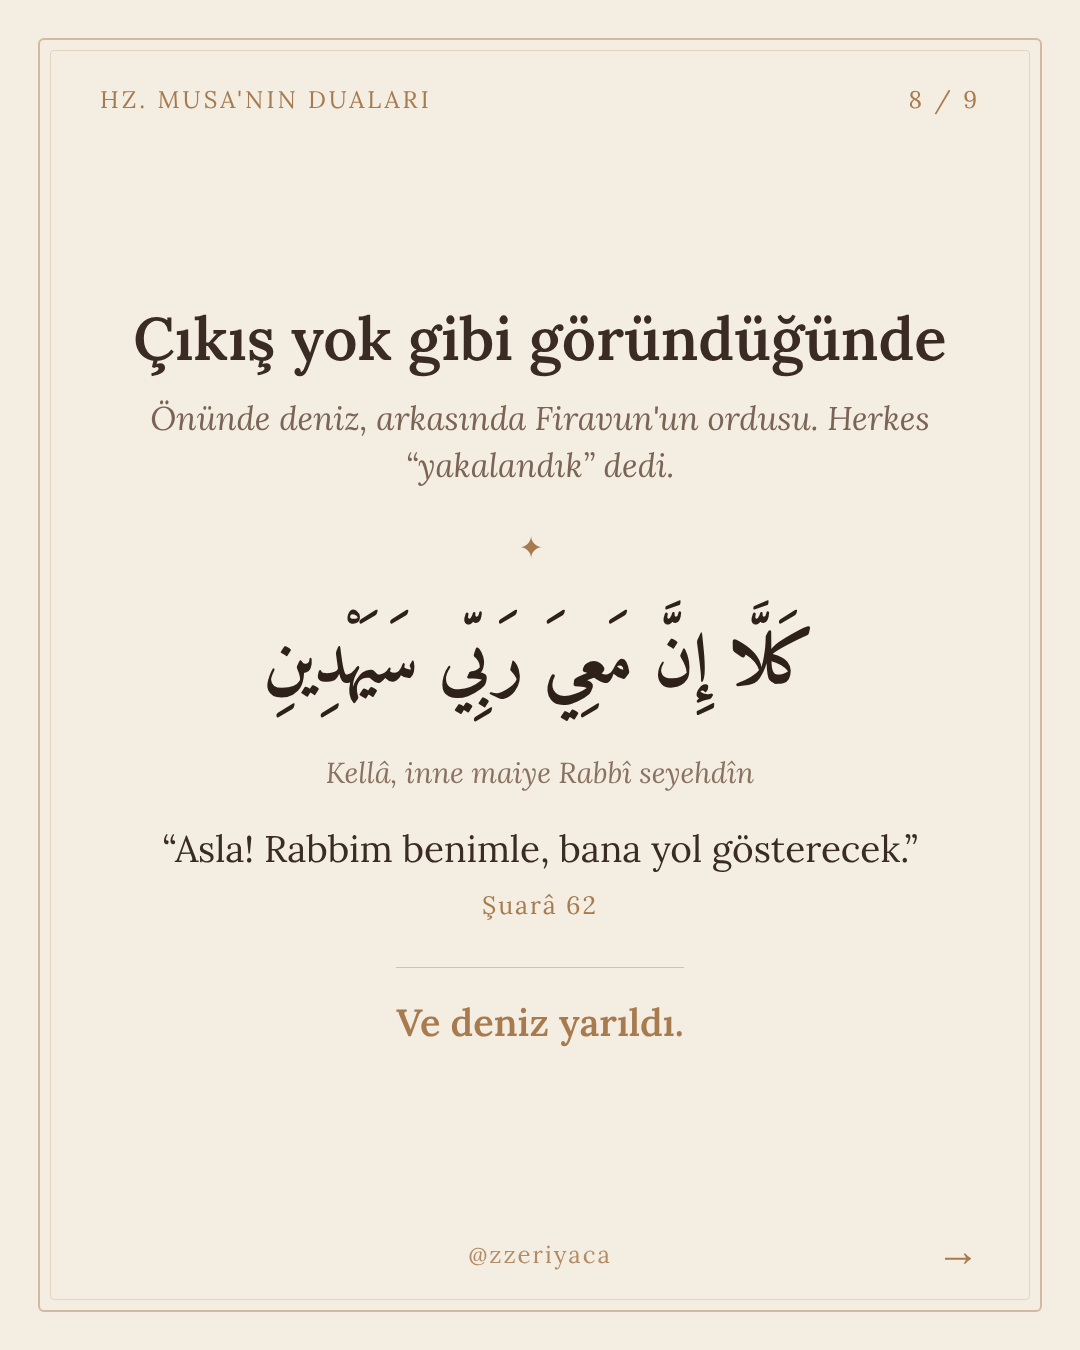 HZ. MUSA'NIN DUALARI
8 / 9
Çıkış yok gibi göründüğünde
Önünde deniz, arkasında Firavun'un ordusu. Herkes
“yakalandık” dedi.
كَلَّا إِنَّ مَعِيَ رَبِّي سَيَهْدِينِ
Kellâ, inne maiye Rabbî seyehdîn
“Asla! Rabbim benimle, bana yol gösterecek.”
Şuarâ 62
Ve deniz yarıldı.
@zzeriyaca
→